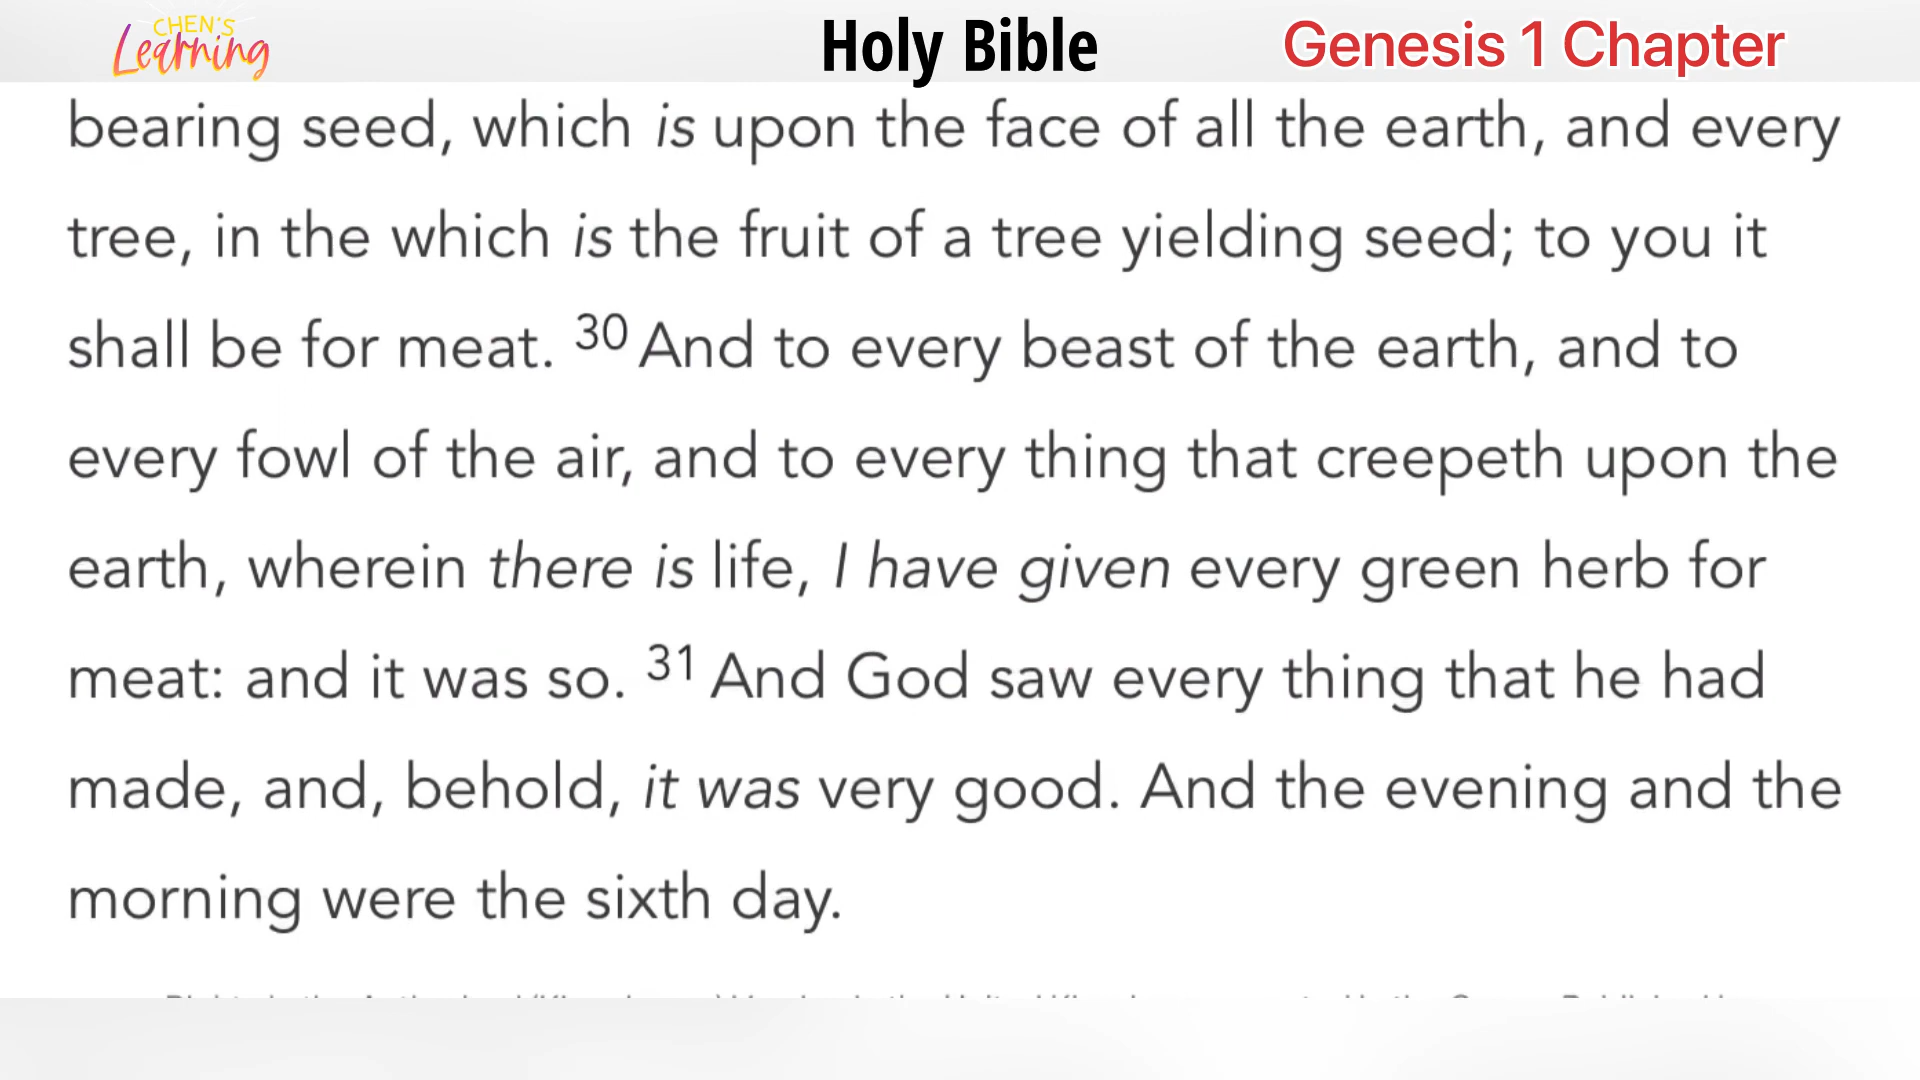 CHEN'S
Learning
Holy Bible
Genesis 1 Chapter
bearing seed, which is upon the face of all the earth, and every
tree, in the which is the fruit of a tree yielding seed; to you it
shall be for meat. 30 And to every beast of the earth, and to
every fowl of the air, and to every thing that creepeth upon the
earth, wherein there is life, I have given every green herb for
meat: and it was so. 31 And God saw every thing that he had
made, and, behold, it was very good. And the evening and the
morning were the sixth day.